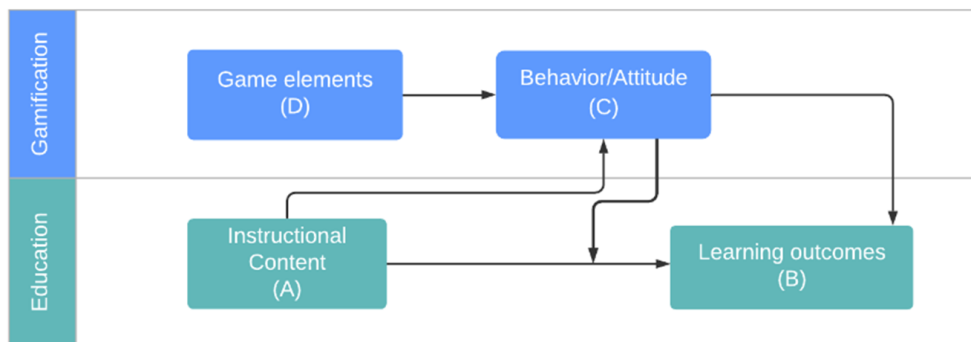 Gamification
Game elements
(D)
Behavior/Attitude
(C)
Education
Instructional
Content
(A)
Learning outcomes
(B)